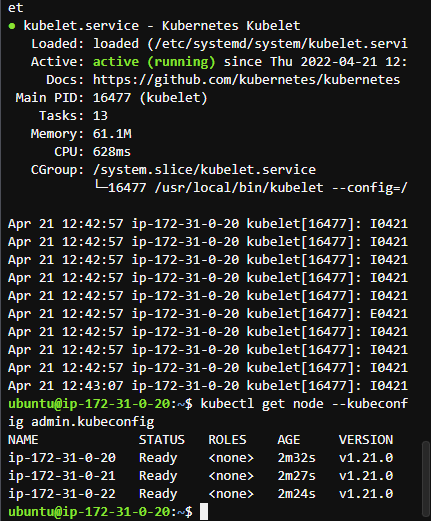 et
● kubelet.service - Kubernetes Kubelet
Loaded: loaded (/etc/systemd/system/kubelet.servi
Active: active (running) since Thu 2022-04-21 12:
Docs: https://github.com/kubernetes/kubernetes
Main PID: 16477 (kubelet)
Tasks: 13
Memory: 61.1M
CPU: 628ms
CGroup: /system.slice/kubelet.service
└─16477 /usr/local/bin/kubelet --config=/
Apr 21 12:42:57 ip-172-31-0-20 kubelet[16477]: I0421
Apr 21 12:42:57 ip-172-31-0-20 kubelet[16477]: I0421
Apr 21 12:42:57 ip-172-31-0-20 kubelet[16477]: I0421
Apr 21 12:42:57 ip-172-31-0-20 kubelet[16477]: I0421
Apr 21 12:42:57 ip-172-31-0-20 kubelet[16477]: I0421
Apr 21 12:42:57 ip-172-31-0-20 kubelet[16477]: E0421
Apr 21 12:42:57 ip-172-31-0-20 kubelet[16477]: I0421
Apr 21 12:42:57 ip-172-31-0-20 kubelet[16477]: I0421
Apr 21 12:42:57 ip-172-31-0-20 kubelet[16477]: I0421
Apr 21 12:43:07 ip-172-31-0-20 kubelet[16477]: I0421
ubuntu@ip-172-31-0-20:~$ kubectl get node --kubeconf
ig admin.kubeconfig
NAME STATUS ROLES AGE VERSION
ip-172-31-0-20 Ready <none> 2m32s v1.21.0
ip-172-31-0-21 Ready <none> 2m27s v1.21.0
ip-172-31-0-22 Ready <none> 2m24s v1.21.0
ubuntu@ip-172-31-0-20:~$